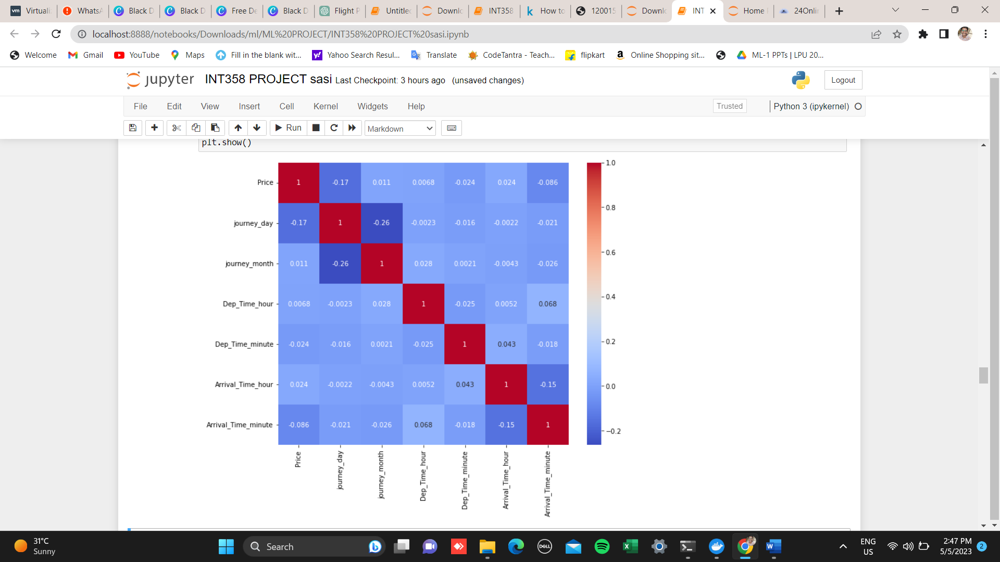 vm Virtuali
WhatsA
Black D
Black D
Free De
Black D
Flight P
Untitle
Downlo
INT358
k How to
12001
Downlo
INT
Home
24Onli
localhost:8888/notebooks/Downloads/ml/ML%20PROJECT/INT358%20PROJECT%20sasi.ipynb
Welcome Gmail YouTube Maps Fill in the blank wit... Yahoo Search Resul... Translate CodeTantra - Teach... flipkart Online Shopping sit... ML-1 PPTs | LPU 20...
jupyter INT358 PROJECT sasi Last Checkpoint: 3 hours ago (unsaved changes)
Logout
File Edit View Insert Cell Kernel Widgets Help
Trusted
Python 3 (ipykernel)
Run
Markdown
plt.show()
Price 1 -0.17 0.011 0.0068 -0.024 0.024 -0.086
journey_day -0.17 1 -0.26 -0.0023 -0.016 -0.0022 -0.021
journey_month 0.011 -0.26 1 0.028 0.0021 -0.0043 -0.026
Dep_Time_hour 0.0068 -0.0023 0.028 1 -0.025 0.0052 0.068
Dep_Time_minute -0.024 -0.016 0.0021 -0.025 1 0.043 -0.018
Arrival_Time_hour 0.024 -0.0022 -0.0043 0.0052 0.043 1 -0.15
Arrival_Time_minute -0.086 -0.021 -0.026 0.068 -0.018 -0.15 1
Price
journey_day
journey_month
Dep_Time_hour
Dep_Time_minute
Arrival_Time_hour
Arrival_Time_minute
1.0
0.8
0.6
0.4
0.2
0.0
−0.2
31°C
Sunny
Search
DELL
ENG
US
2:47 PM
5/5/2023
2